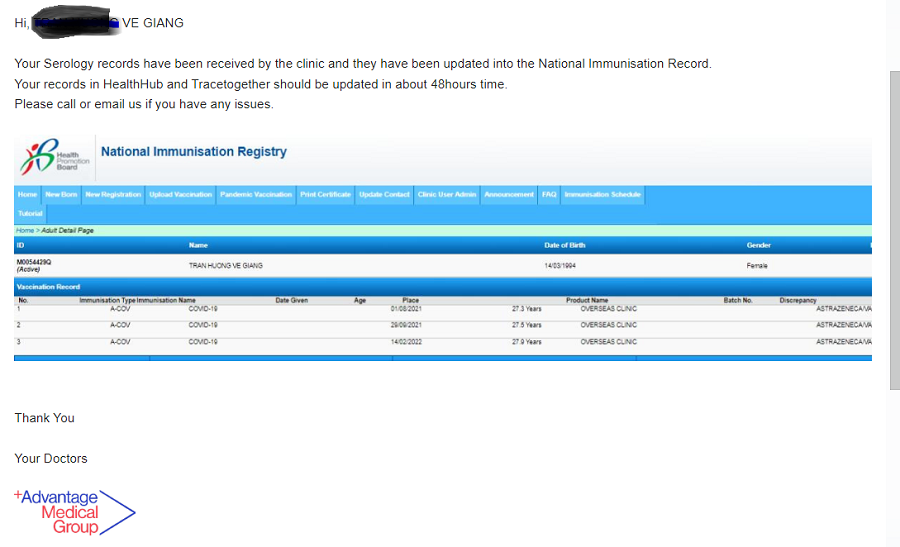 Hi, VE GIANG
Your Serology records have been received by the clinic and they have been updated into the National Immunisation Record.
Your records in HealthHub and Tracetogether should be updated in about 48hours time.
Please call or email us if you have any issues.
Health
Promotion
Board
National Immunisation Registry
Home New Born New Registration Upload Vaccination Pandemic Vaccination Print Certificate Update Contact Clinic User Admin Announcement FAQ Immunisation Schedule
Tutorial
Home > Adult Detail Page
ID Name Date of Birth Gender
M0054429Q TRAN HUONG VE GIANG 14/03/1994 Female
(Active)
Vaccination Record
No. Immunisation Type Immunisation Name Date Given Age Place Product Name Batch No. Discrepancy
1 A-COV COVID-19 01/08/2021 27.3 Years OVERSEAS CLINIC ASTRAZENECA/VA
2 A-COV COVID-19 29/09/2021 27.5 Years OVERSEAS CLINIC ASTRAZENECA/VA
3 A-COV COVID-19 14/02/2022 27.9 Years OVERSEAS CLINIC ASTRAZENECA/VA
Thank You
Your Doctors
+Advantage
Medical
Group